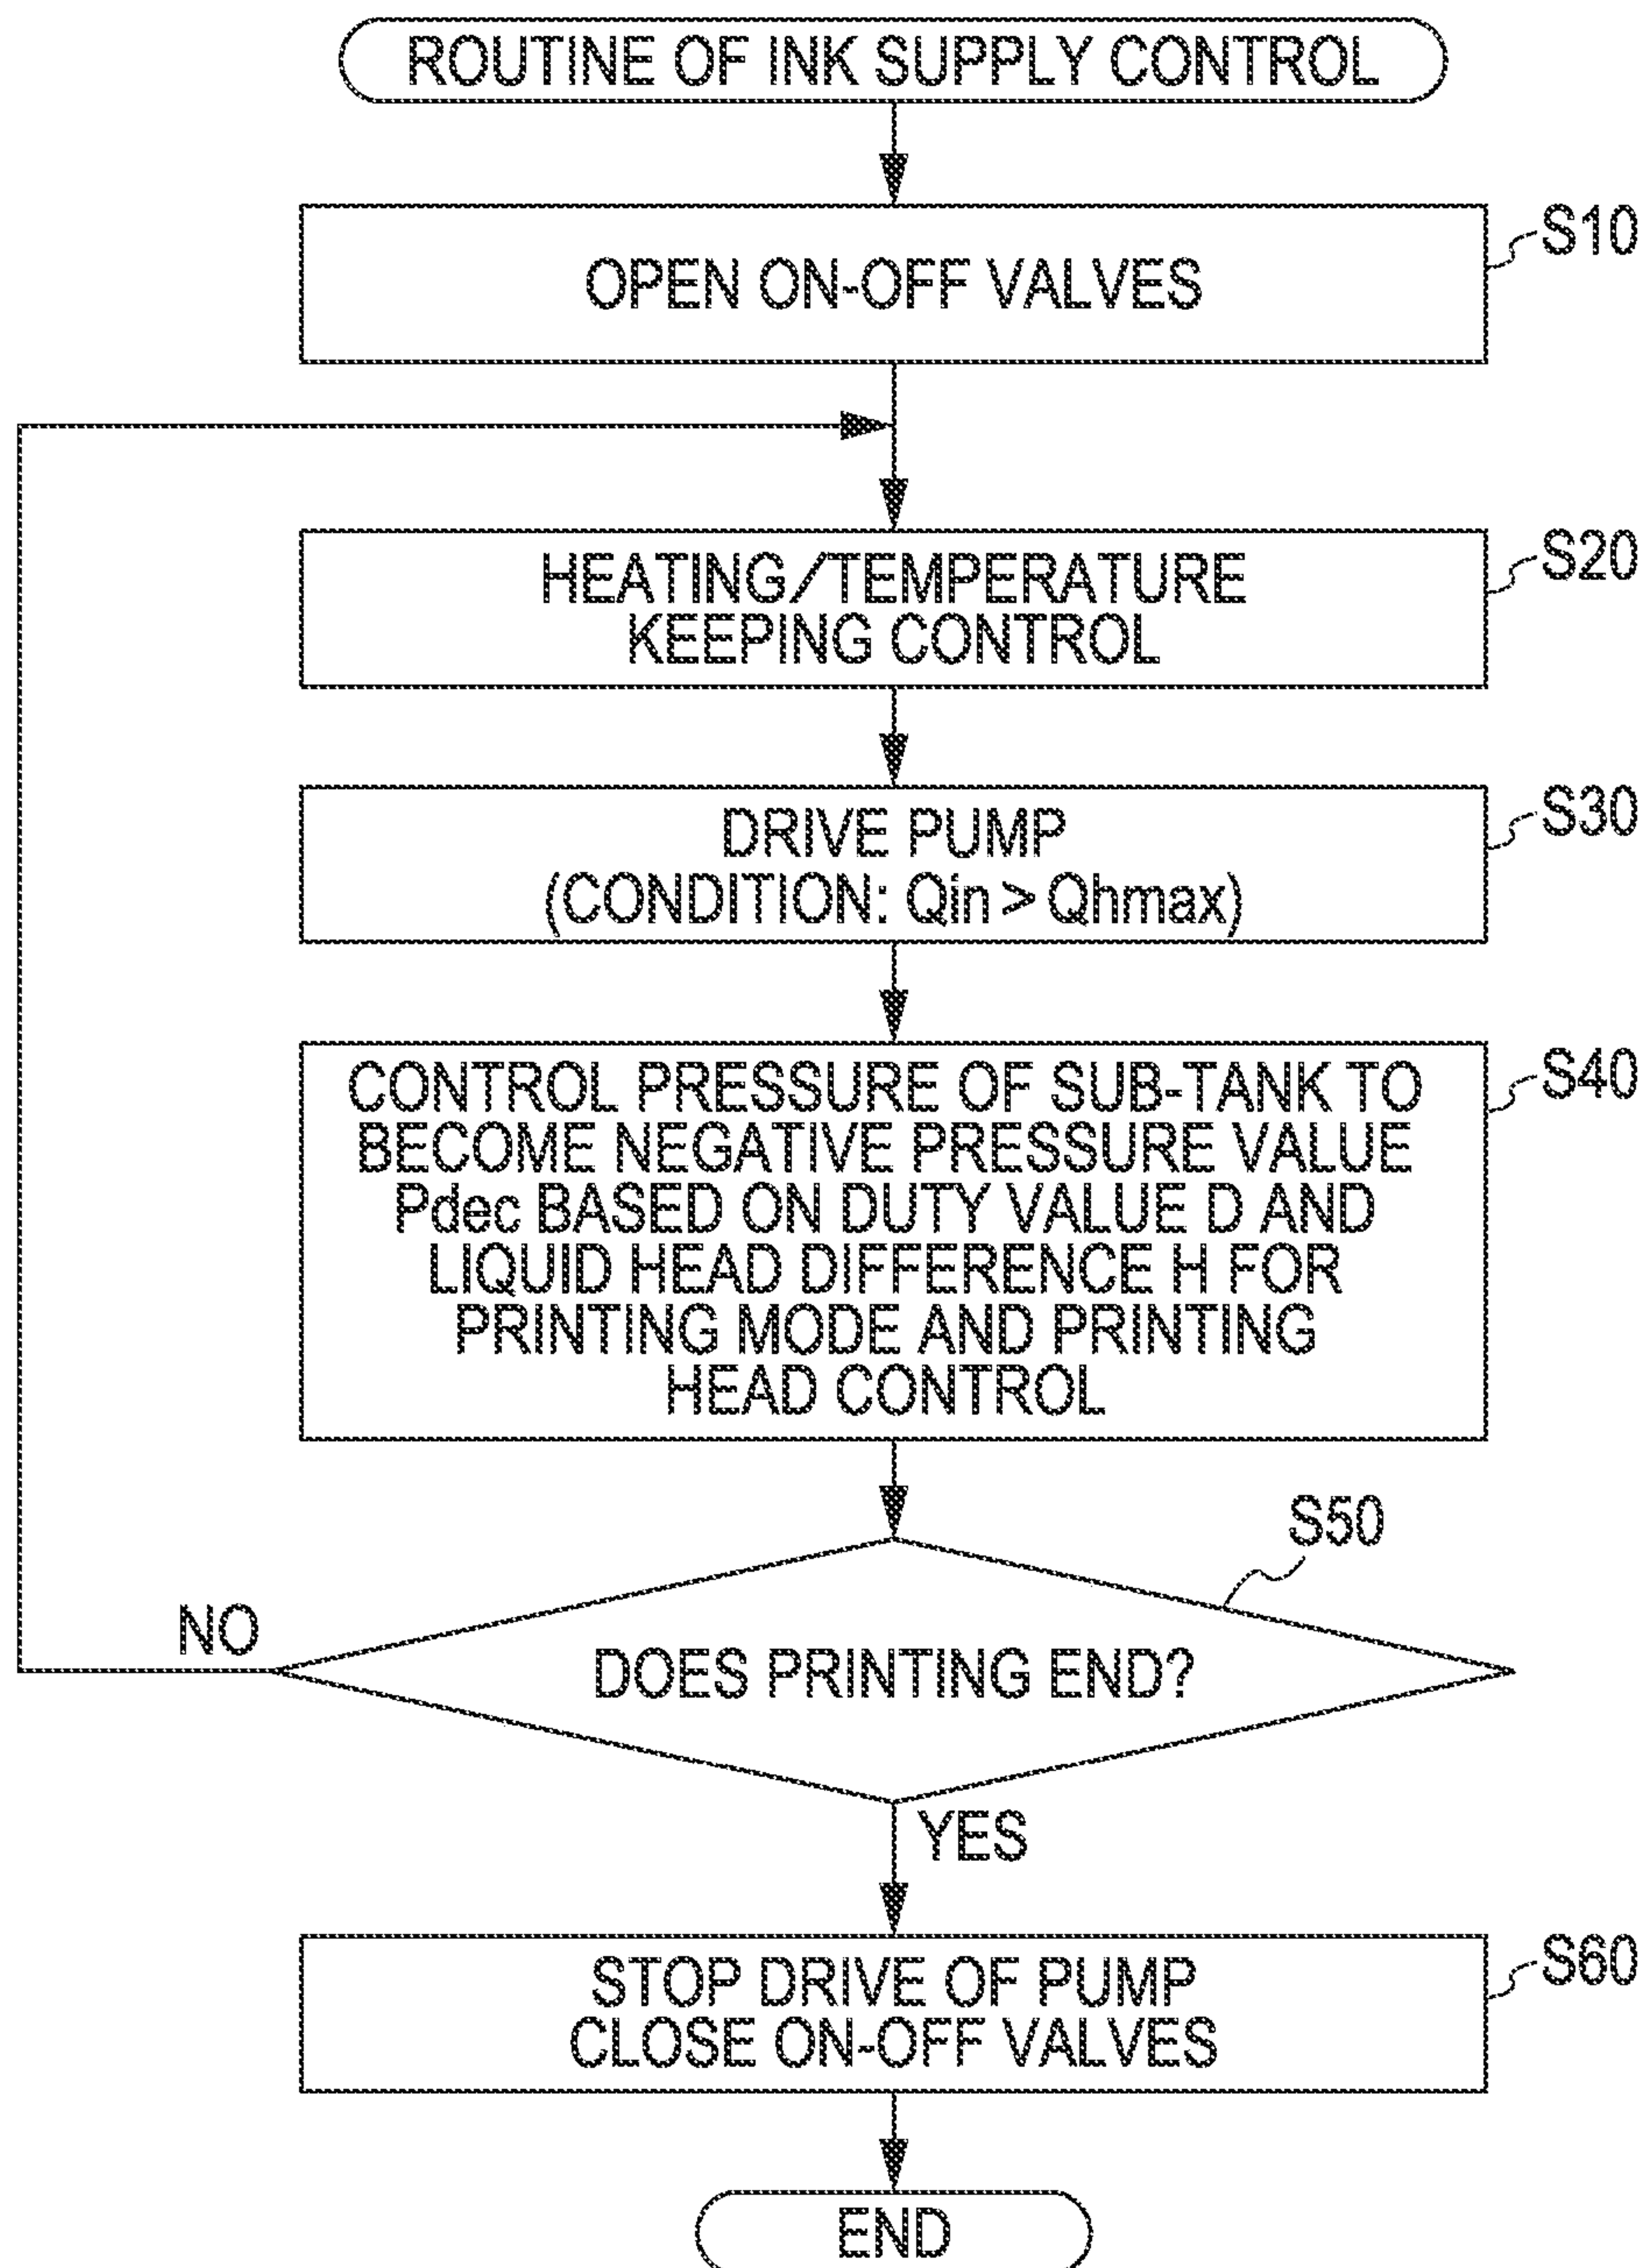 ROUTINE OF INK SUPPLY CONTROL
OPEN ON-OFF VALVES
S10
HEATING/TEMPERATURE
KEEPING CONTROL
S20
DRIVE PUMP
(CONDITION: Qin > Qhmax)
S30
CONTROL PRESSURE OF SUB-TANK TO
BECOME NEGATIVE PRESSURE VALUE
Pdec BASED ON DUTY VALUE D AND
LIQUID HEAD DIFFERENCE H FOR
PRINTING MODE AND PRINTING
HEAD CONTROL
S40
S50
NO
DOES PRINTING END?
YES
STOP DRIVE OF PUMP
CLOSE ON-OFF VALVES
S60
END